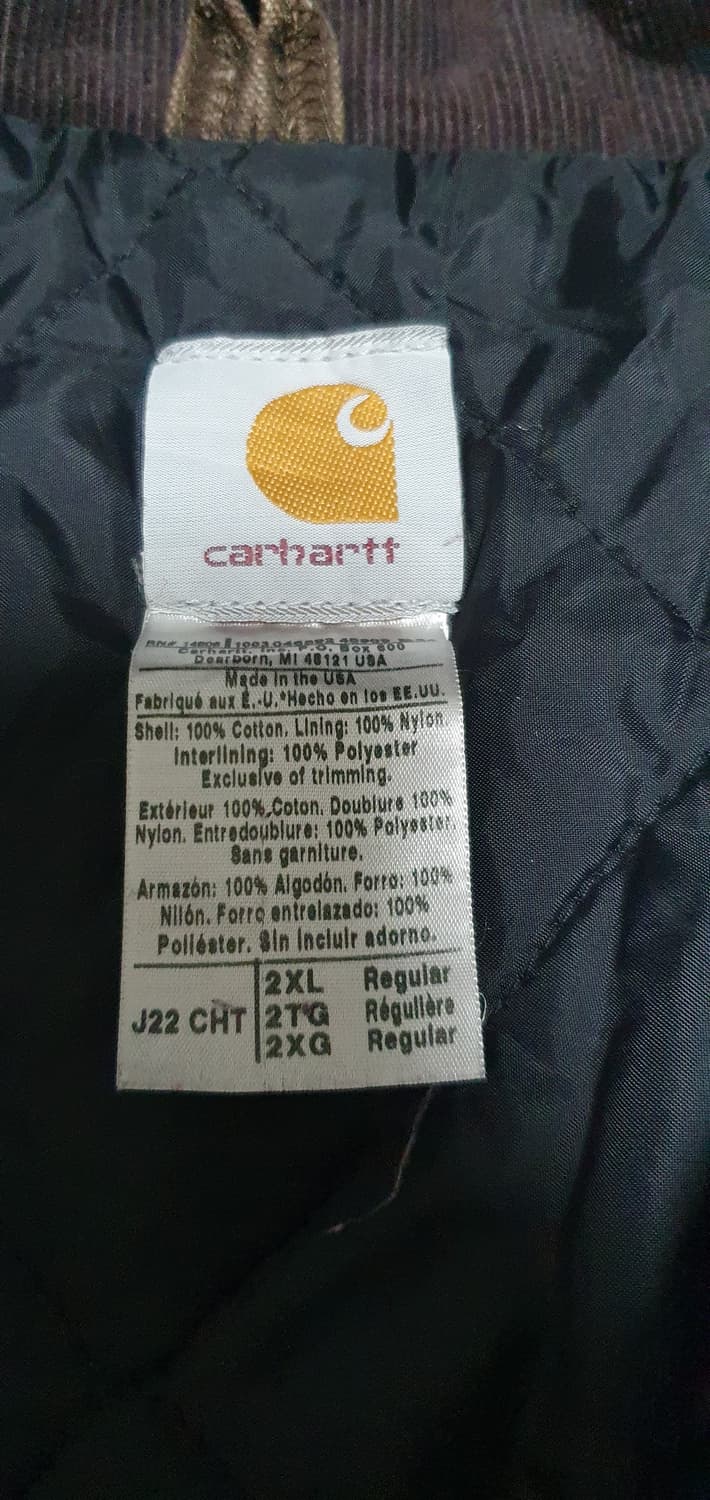 carhartt
Carhartt, Inc., P.O. Box 600
Dearborn, MI 48121 USA
Made in the USA
Fabriqué aux É.-U.*Hecho en los EE.UU.
Shell: 100% Cotton. Lining: 100% Nylon.
Interlining: 100% Polyester
Exclusive of trimming.
Extérieur 100% Coton. Doublure 100%
Nylon. Entredoublure: 100% Polyester.
Sans garniture.
Armazón: 100% Algodón. Forro: 100%
Nilón. Forro entrelazado: 100%
Poliéster. Sin incluir adorno.
J22 CHT
2XL Regular
2TG Régulière
2XG Regular